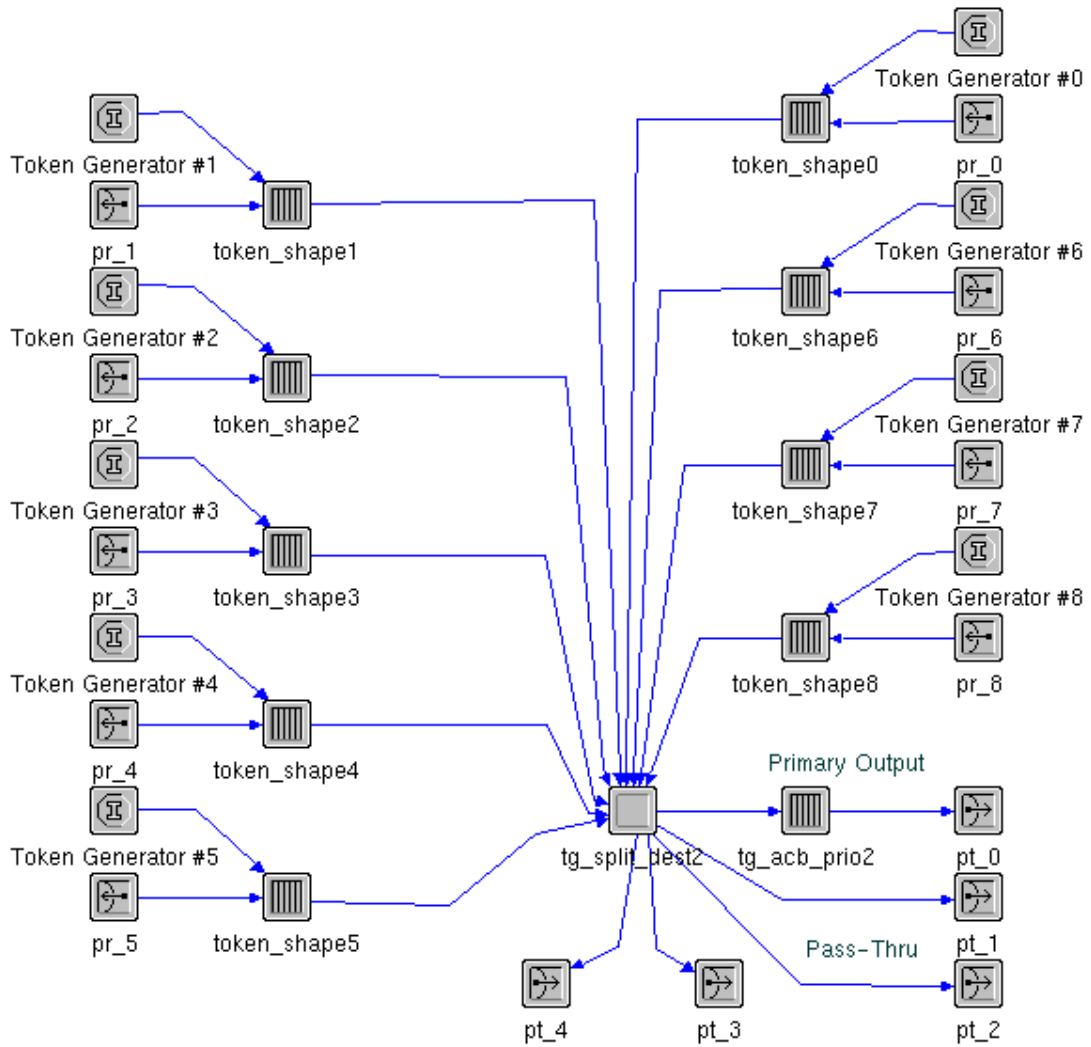 Token Generator #0
pr_0
token_shape0
Token Generator #1
pr_1
token_shape1
Token Generator #6
pr_6
token_shape6
Token Generator #2
pr_2
token_shape2
Token Generator #7
pr_7
token_shape7
Token Generator #3
pr_3
token_shape3
Token Generator #8
pr_8
token_shape8
Token Generator #4
pr_4
token_shape4
Primary Output
Token Generator #5
tg_split_dest2
tg_acb_prio2
pt_0
pr_5
token_shape5
Pass-Thru
pt_1
pt_4
pt_3
pt_2